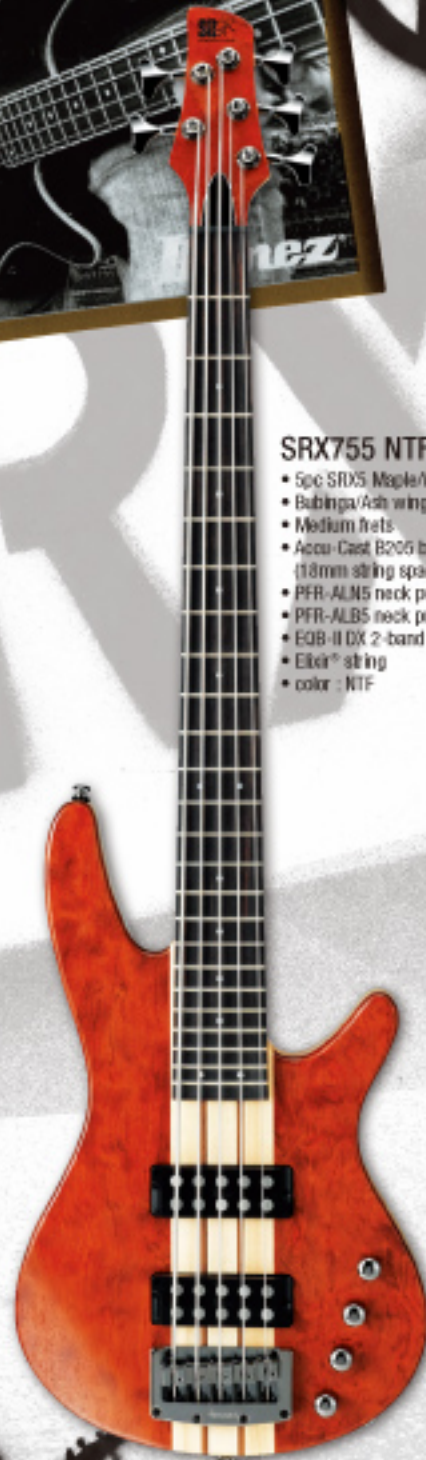 SRX755 NTF
• 5pc SRX5 Maple/
• Bubinga/Ash wing
• Medium frets
• Accu-Cast B205 b
(18mm string spa
• PFR-ALN5 neck p
• PFR-ALB5 neck p
• EQB-II DX 2-band
• Elixir® string
• color : NTF